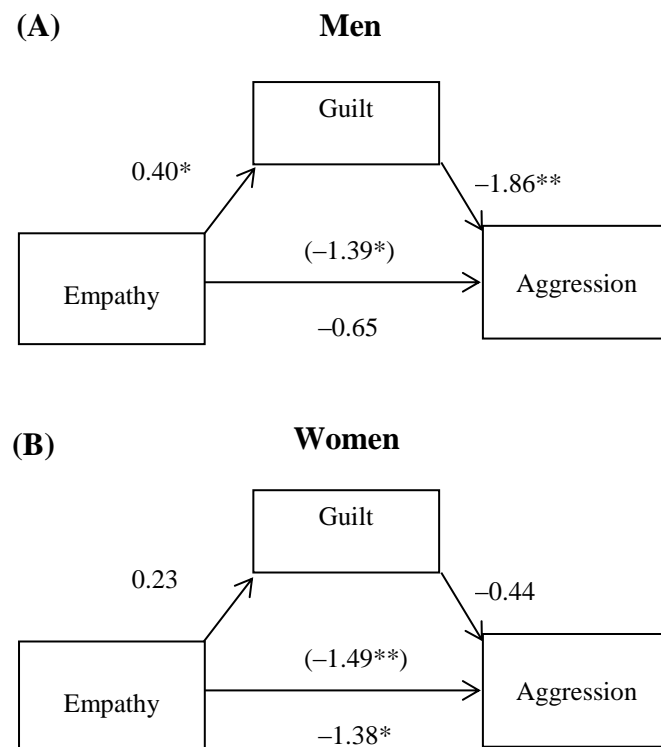 (A) Men
Guilt
0.40*
–1.86**
(–1.39*)
Empathy
Aggression
–0.65
(B) Women
Guilt
0.23
–0.44
(–1.49**)
Empathy
Aggression
–1.38*